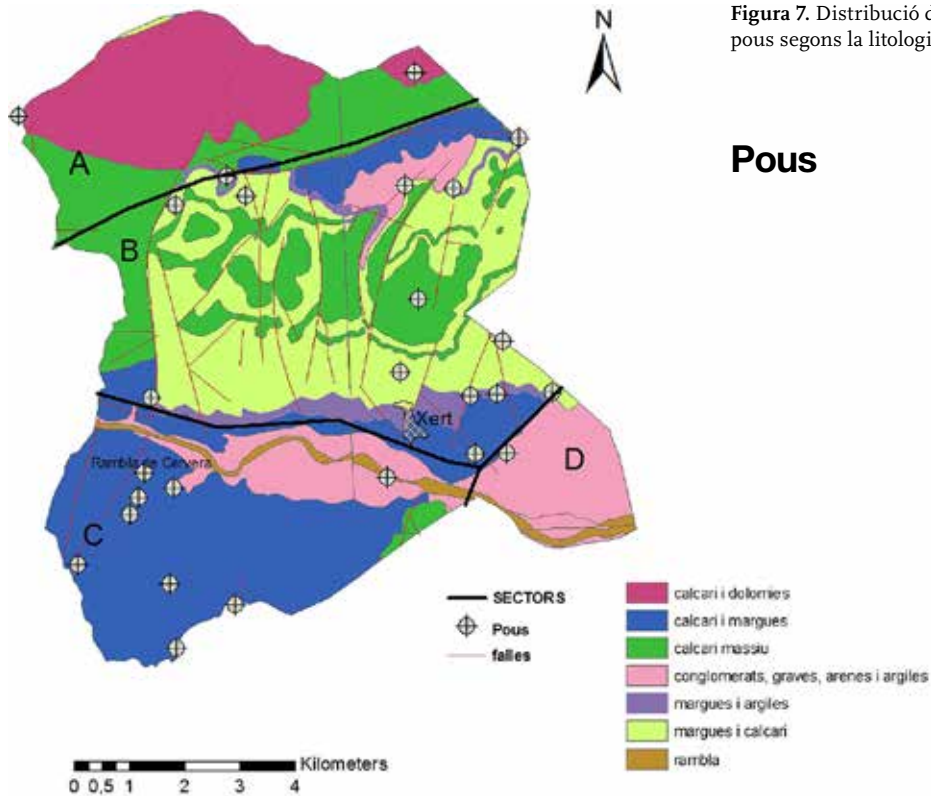 Figura 7. Distribució d
pous segons la litologi
N
Pous
A
B
Xert
D
Rambla de Cervera
C
SECTORS
Pous
falles
calcari i dolomies
calcari i margues
calcari massiu
conglomerats, graves, arenes i argiles
margues i argiles
margues i calcari
rambla
Kilometers
0 0,5 1 2 3 4